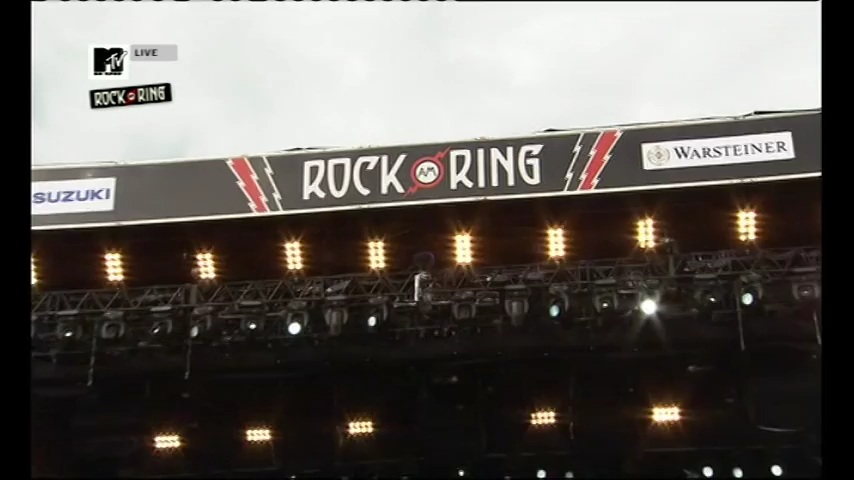 MTV LIVE
ROCK AM RING
ROCK AM RING
SUZUKI
WARSTEINER